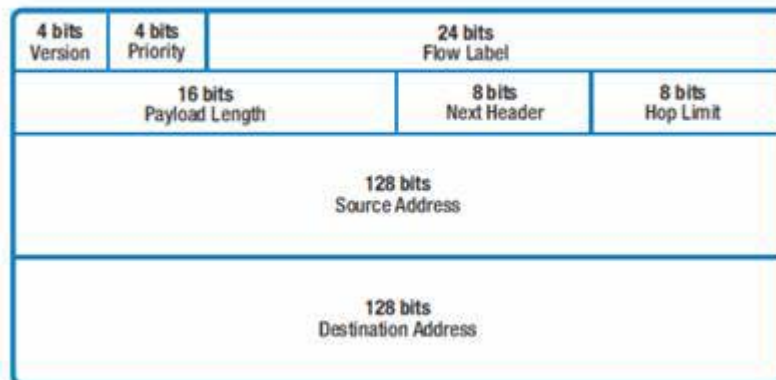 4 bits
Version
4 bits
Priority
24 bits
Flow Label
16 bits
Payload Length
8 bits
Next Header
8 bits
Hop Limit
128 bits
Source Address
128 bits
Destination Address